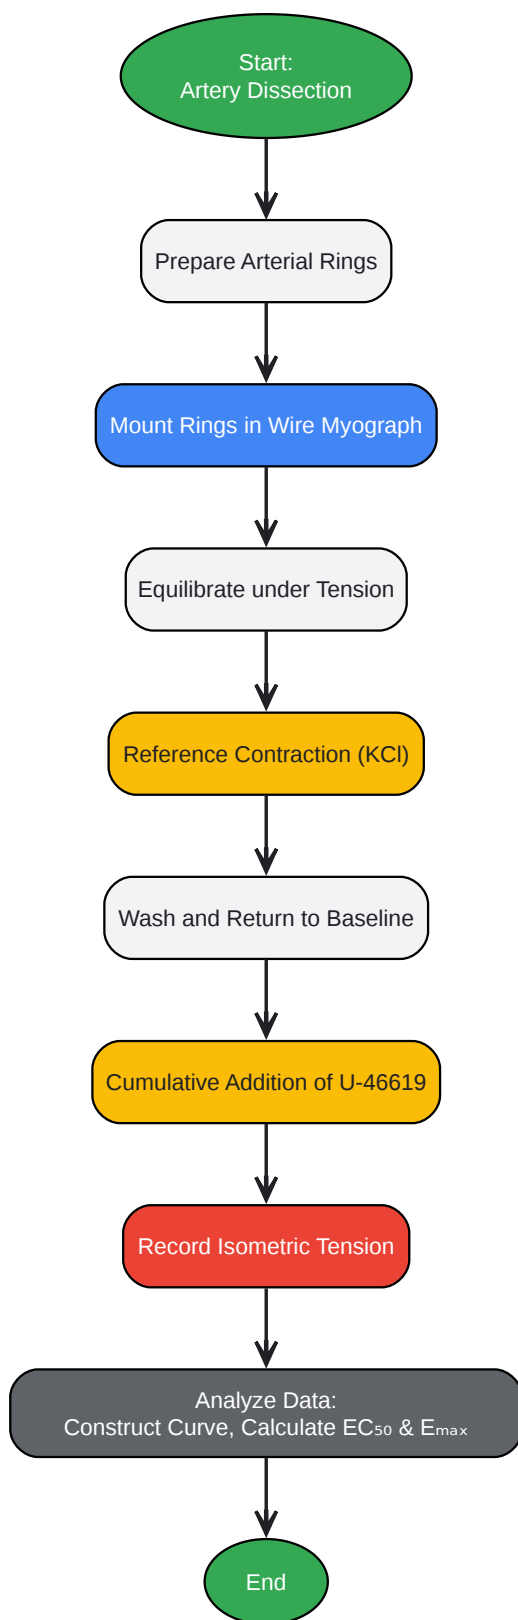 Start:
Artery Dissection
Prepare Arterial Rings
Mount Rings in Wire Myograph
Equilibrate under Tension
Reference Contraction (KCl)
Wash and Return to Baseline
Cumulative Addition of U-46619
Record Isometric Tension
Analyze Data:
Construct Curve, Calculate EC₅₀ & Eₘₐₓ
End